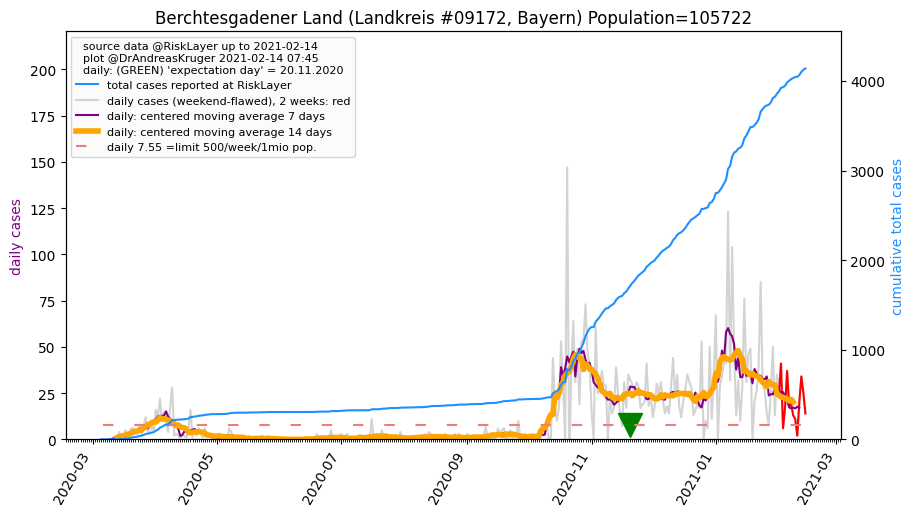 Berchtesgadener Land (Landkreis #09172, Bayern) Population=105722
source data @RiskLayer up to 2021-02-14
plot @DrAndreasKruger 2021-02-14 07:45
daily: (GREEN) 'expectation day' = 20.11.2020
total cases reported at RiskLayer
daily cases (weekend-flawed), 2 weeks: red
daily: centered moving average 7 days
daily: centered moving average 14 days
daily 7.55 =limit 500/week/1mio pop.
daily cases
200
175
150
125
100
75
50
25
0
4000
3000
2000
1000
0
cumulative total cases
2020-03
2020-05
2020-07
2020-09
2020-11
2021-01
2021-03